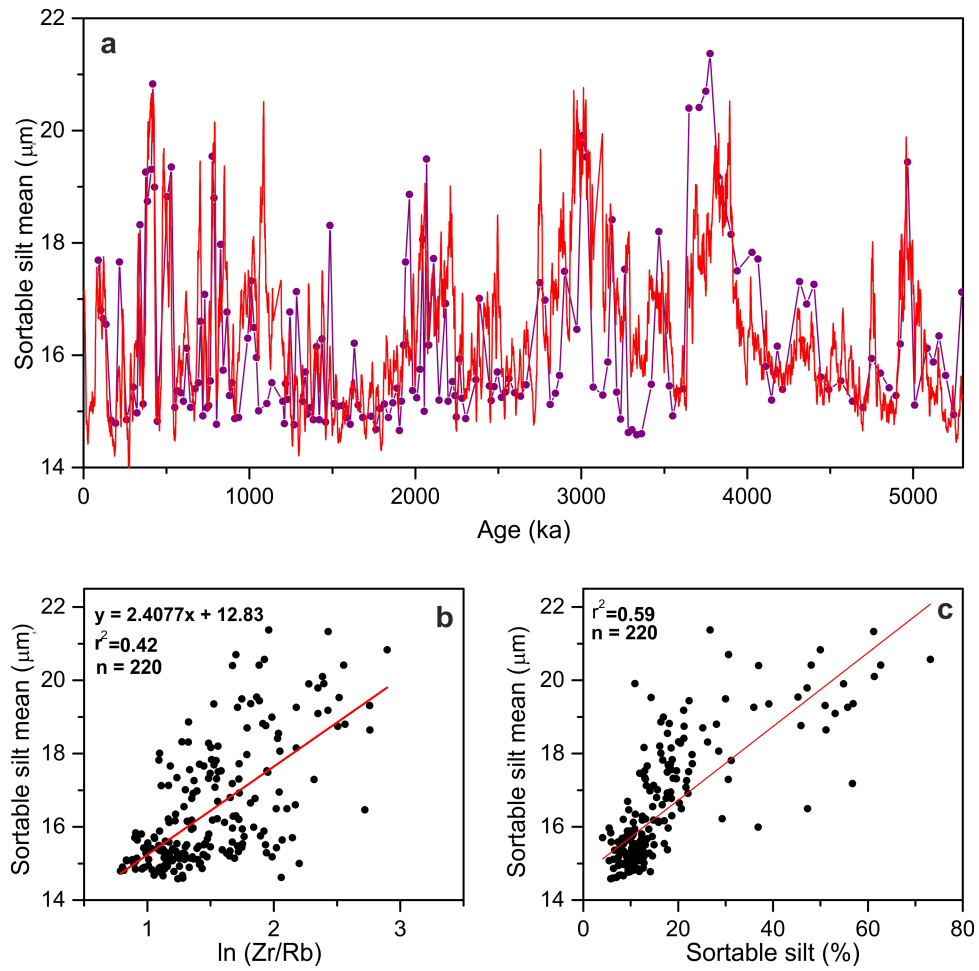 a
22
20
18
16
14
Sortable silt mean (μm)
0 1000 2000 3000 4000 5000
Age (ka)
b
y = 2.4077x + 12.83
r²=0.42
n = 220
22
20
18
16
14
Sortable silt mean (μm)
1 2 3
ln (Zr/Rb)
c
r²=0.59
n = 220
22
20
18
16
14
Sortable silt mean (μm)
0 20 40 60 80
Sortable silt (%)